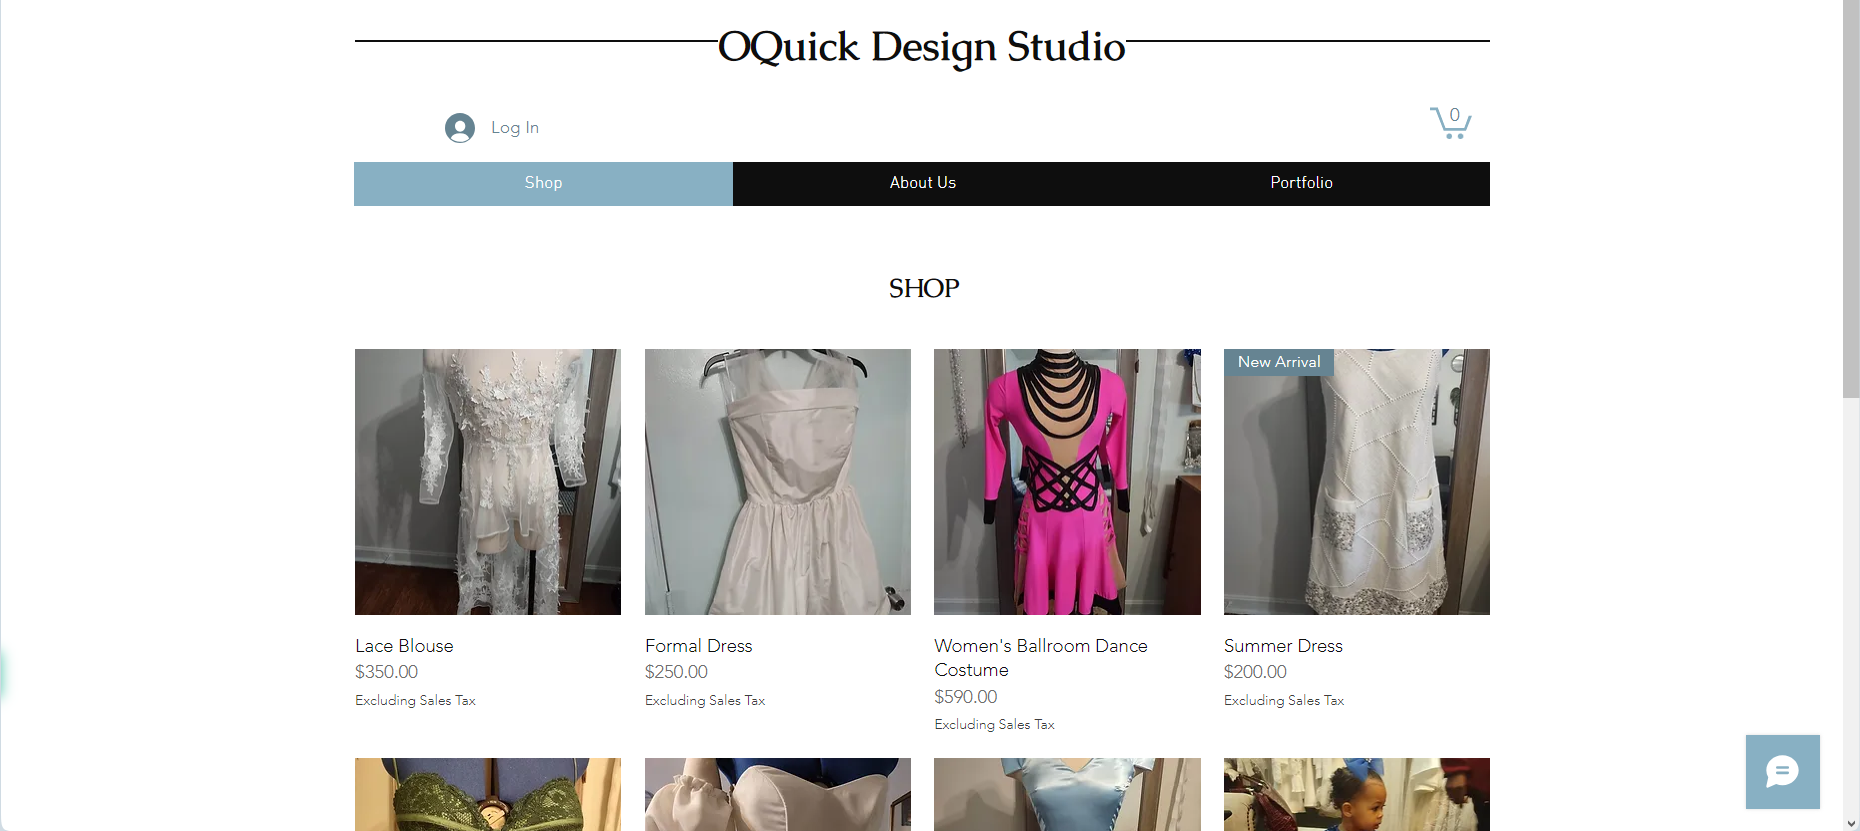 OQuick Design Studio
Log In
0
Shop
About Us
Portfolio
SHOP
New Arrival
Lace Blouse
$350.00
Excluding Sales Tax
Formal Dress
$250.00
Excluding Sales Tax
Women's Ballroom Dance
Costume
$590.00
Excluding Sales Tax
Summer Dress
$200.00
Excluding Sales Tax